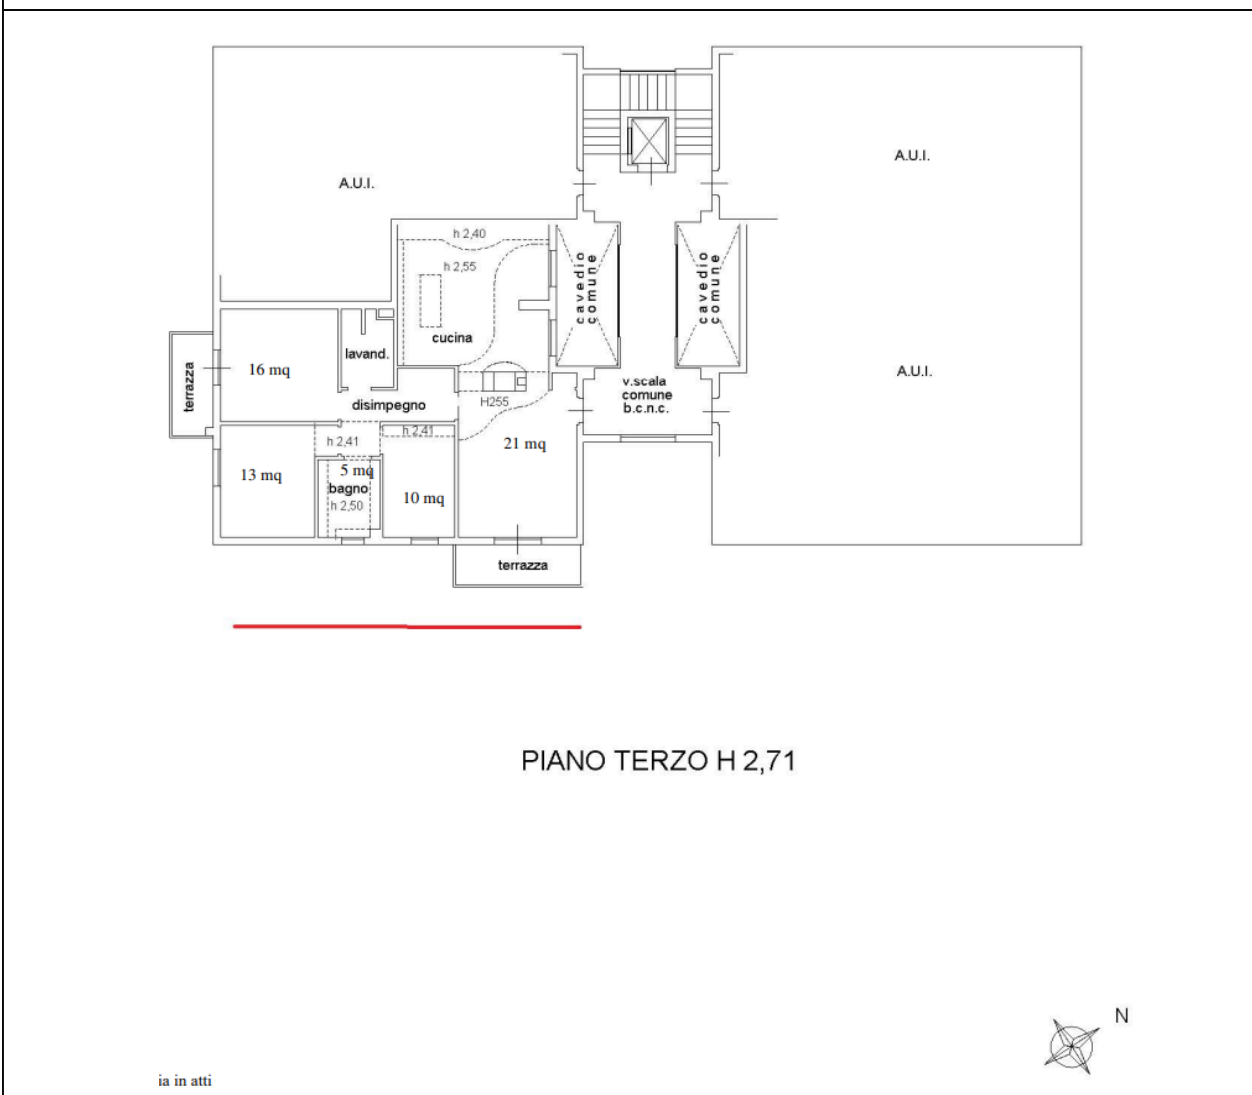 A.U.I.
A.U.I.
h 2,40
h 2,55
cavedio
comune
cavedio
comune
cucina
lavand.
16 mq
terrazza
A.U.I.
v.scala
comune
b.c.n.c.
disimpegno
H255
h 2,41
h 2,41
21 mq
13 mq
5 mq
bagno
10 mq
h 2,50
terrazza
PIANO TERZO H 2,71
N
ia in atti